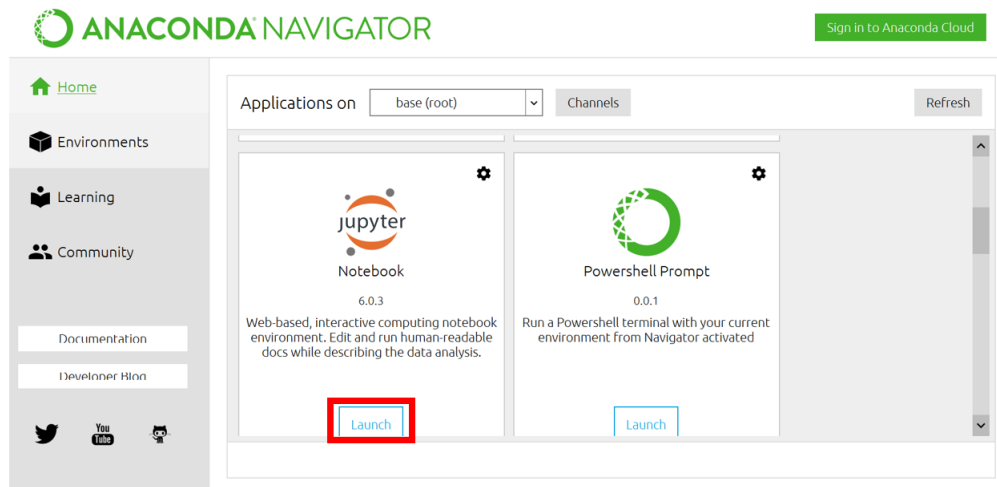 ANACONDA NAVIGATOR
Sign in to Anaconda Cloud
Home
Environments
Learning
Community
Documentation
Developer Blog
You
Tube
Applications on
base (root)
Channels
Refresh
jupyter
Notebook
6.0.3
Web-based, interactive computing notebook
environment. Edit and run human-readable
docs while describing the data analysis.
Launch
Powershell Prompt
0.0.1
Run a Powershell terminal with your current
environment from Navigator activated
Launch